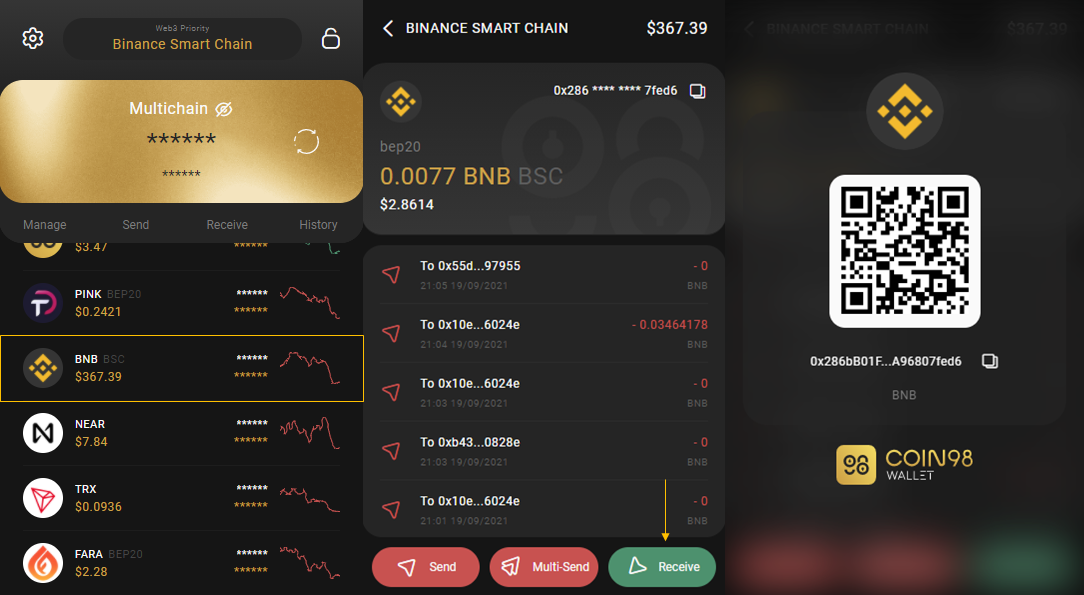 Web3 Priority
Binance Smart Chain
Multichain
******
******
Manage Send Receive History
$3.47 ******
PINK BEP20 ******
$0.2421 ******
BNB BSC ******
$367.39 ******
NEAR ******
$7.84 ******
TRX ******
$0.0936 ******
FARA BEP20 ******
$2.28 ******
BINANCE SMART CHAIN $367.39
0x286 **** **** 7fed6
bep20
0.0077 BNB BSC
$2.8614
To 0x55d...97955 - 0
21:05 19/09/2021 BNB
To 0x10e...6024e - 0.03464178
21:04 19/09/2021 BNB
To 0x10e...6024e - 0
21:03 19/09/2021 BNB
To 0xb43...0828e - 0
21:03 19/09/2021 BNB
To 0x10e...6024e - 0
21:01 19/09/2021 BNB
Send Multi-Send Receive
BINANCE SMART CHAIN $367.39
0x286bB01F...A96807fed6
BNB
COIN98
WALLET